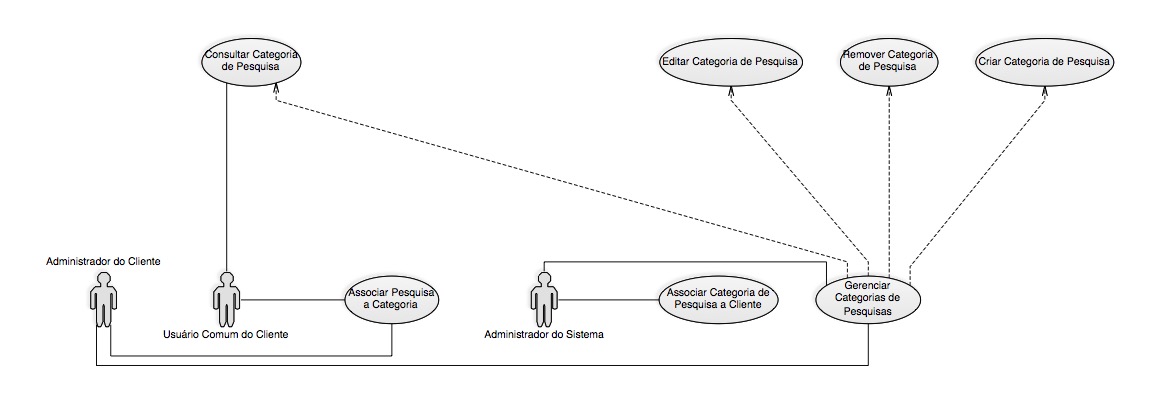 Consultar Categoria
de Pesquisa
Editar Categoria de Pesquisa
Remover Categoria
de Pesquisa
Criar Categoria de Pesquisa
Administrador do Cliente
Usuário Comum do Cliente
Associar Pesquisa
a Categoria
Administrador do Sistema
Associar Categoria de
Pesquisa a Cliente
Gerenciar
Categorias de
Pesquisas